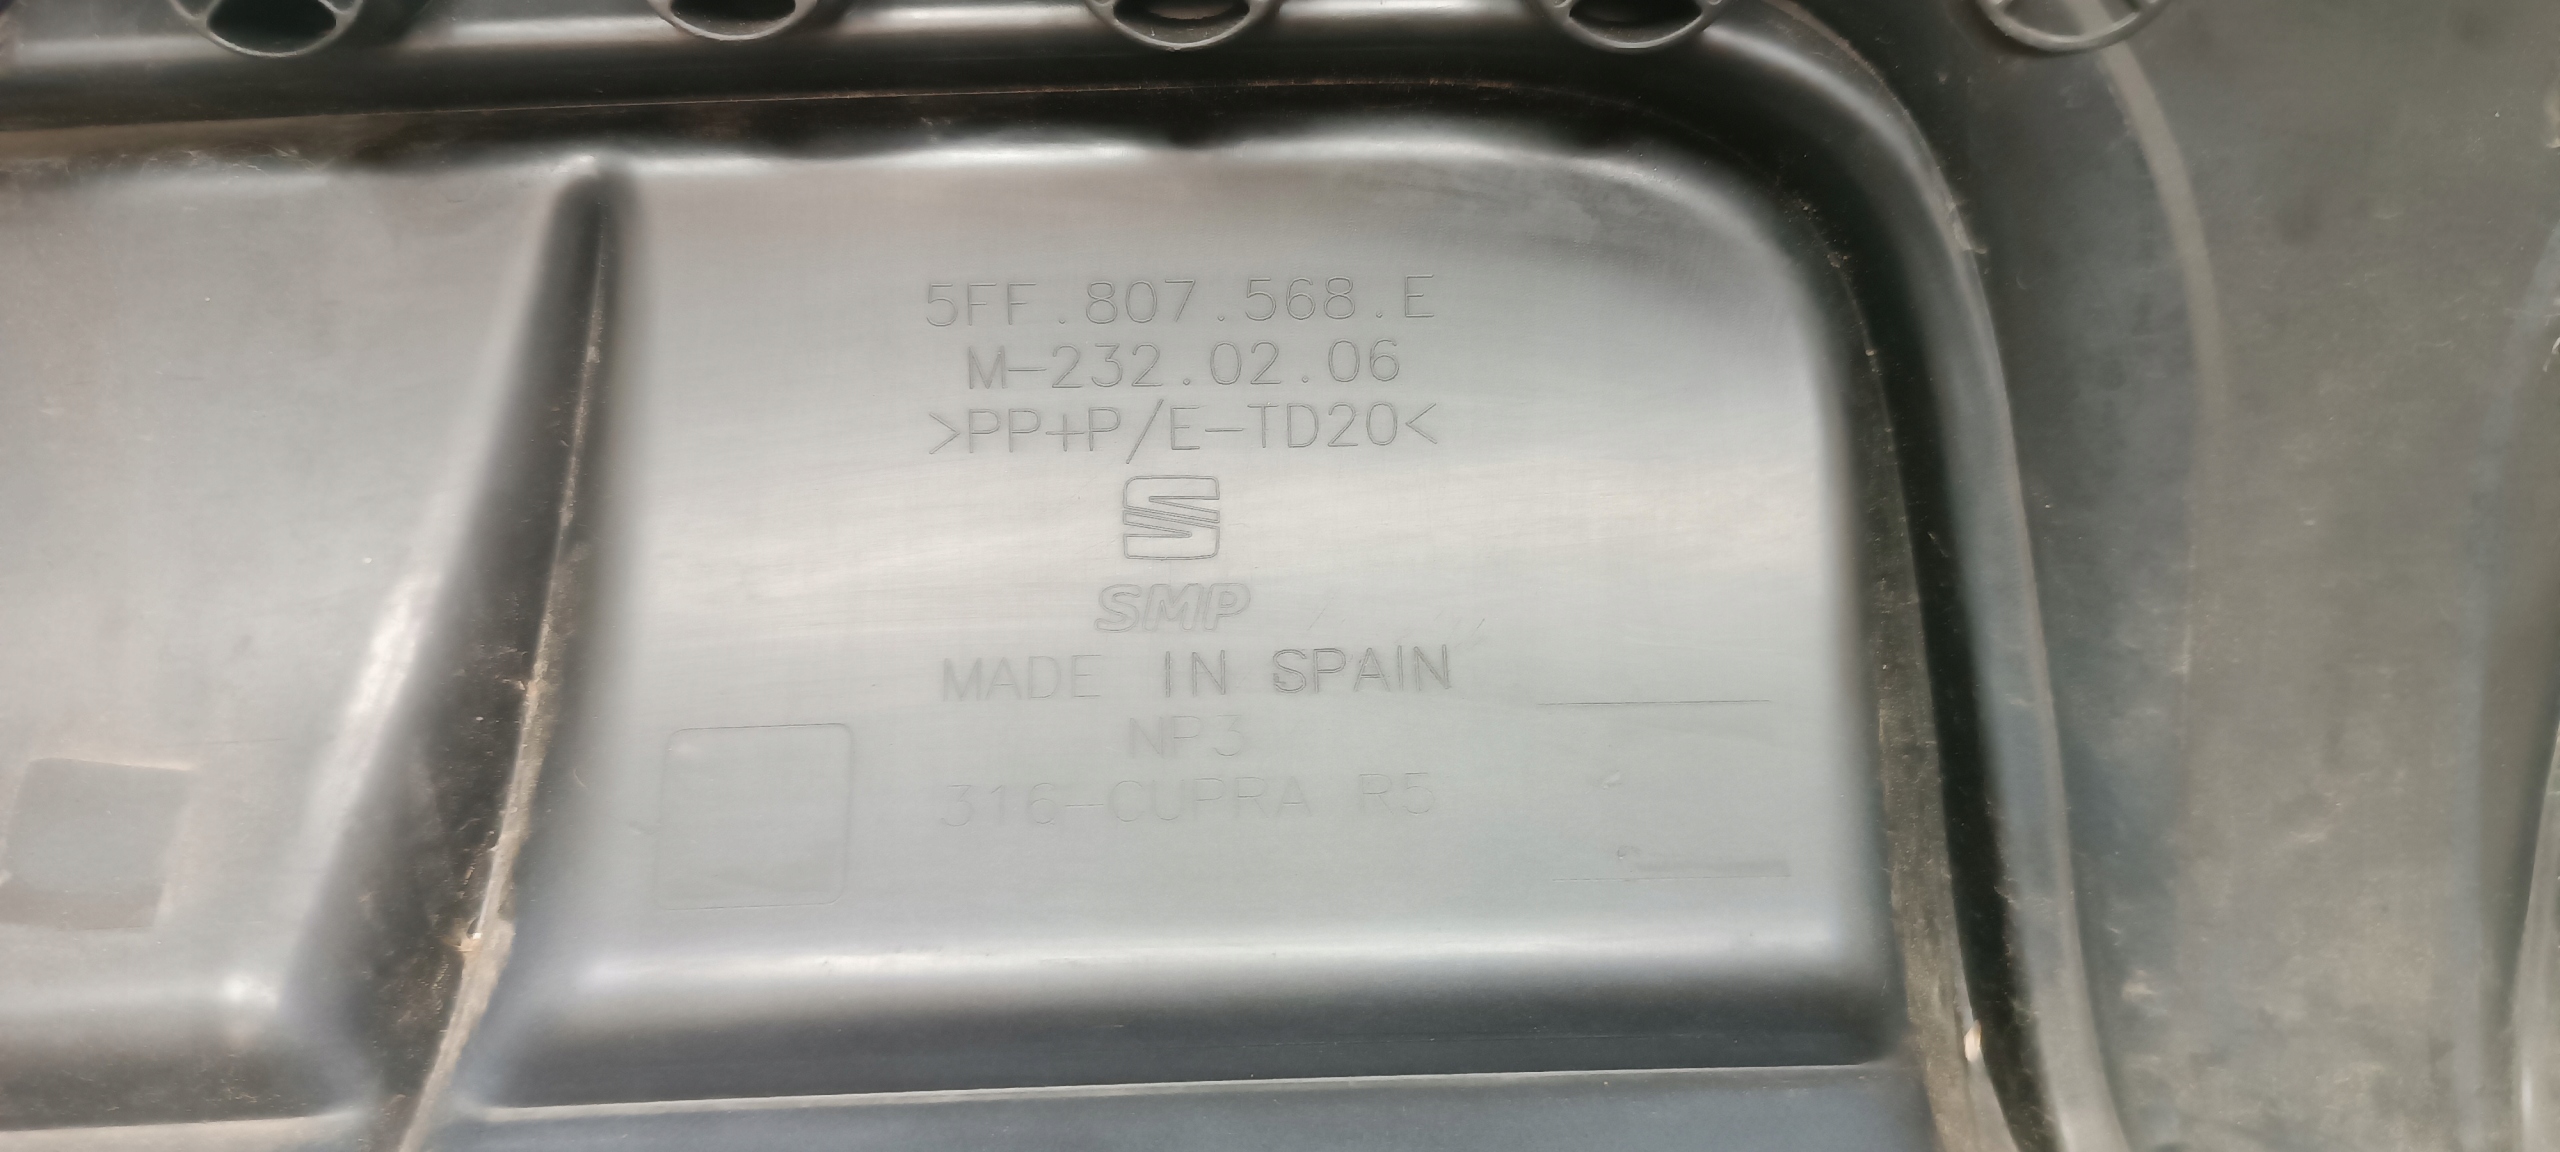 5FF.807.568.E
M-232.02.06
>PP+P/E-TD20<
SMP
MADE IN SPAIN
NP3
316-CUPRA R5